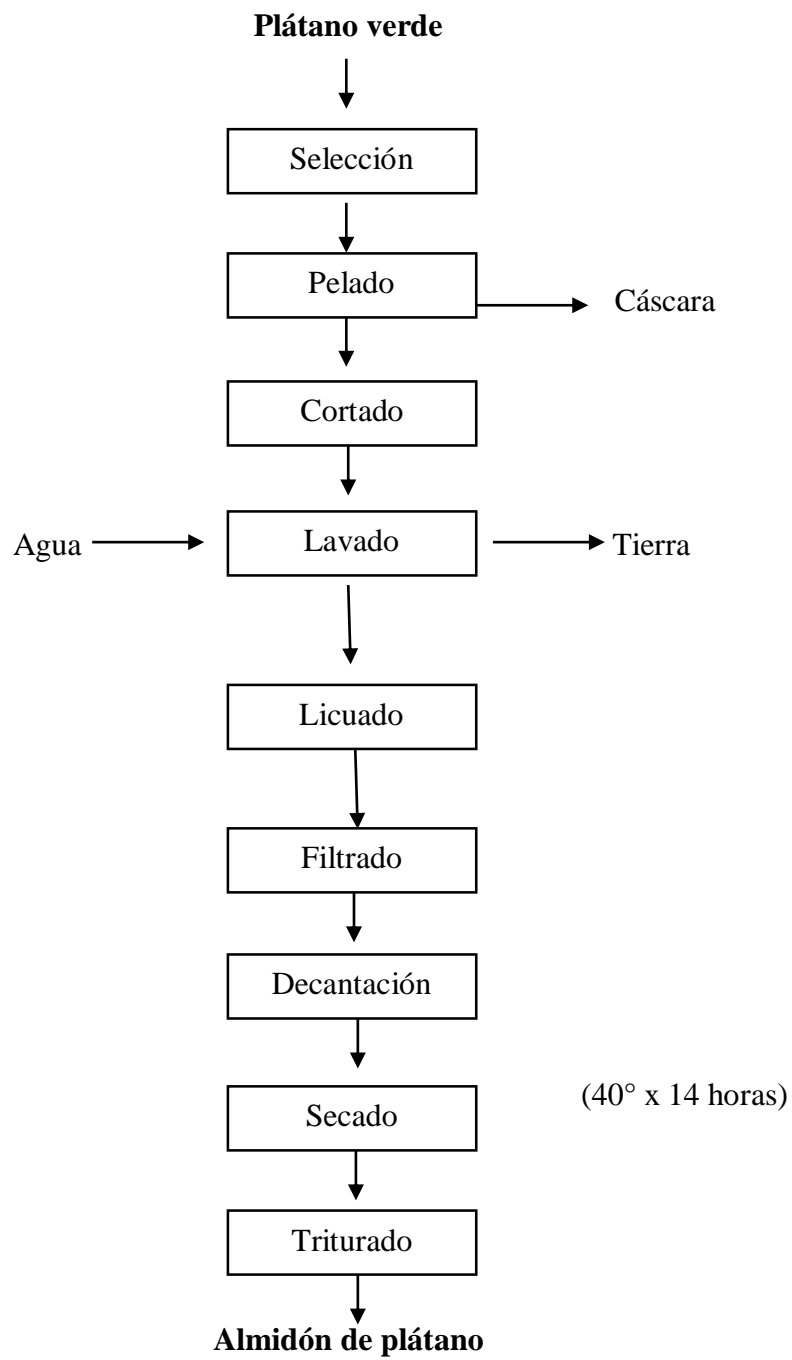 Plátano verde
Selección
Pelado
Cáscara
Cortado
Agua
Lavado
Tierra
Licuado
Filtrado
Decantación
(40° x 14 horas)
Secado
Triturado
Almidón de plátano